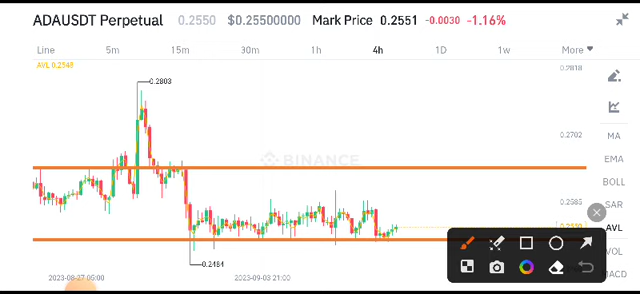 ADAUSDT Perpetual 0.2550 $0.25500000 Mark Price 0.2551 -0.0030 -1.16%
Line 5m 15m 30m 1h 4h 1D 1w More
AVL 0.2548
0.2818
0.2803
0.2702
MA
BINANCE
EMA
BOLL
0.2585
SAR
AVL
VOL
0.2484
MACD
2023-08-27 05:00 2023-09-03 21:00